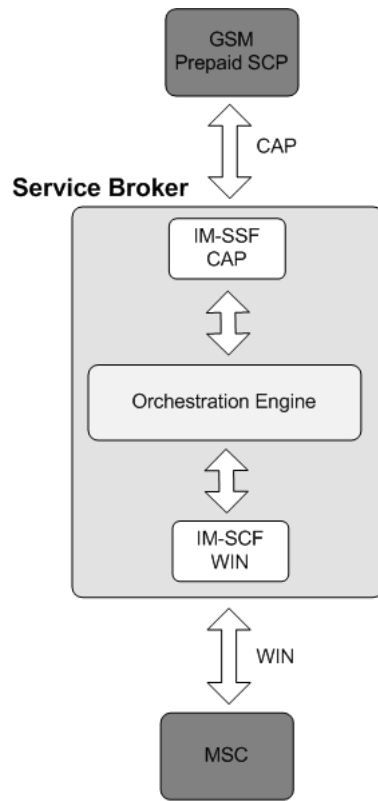 GSM
Prepaid SCP
CAP
Service Broker
IM-SSF
CAP
Orchestration Engine
IM-SCF
WIN
WIN
MSC